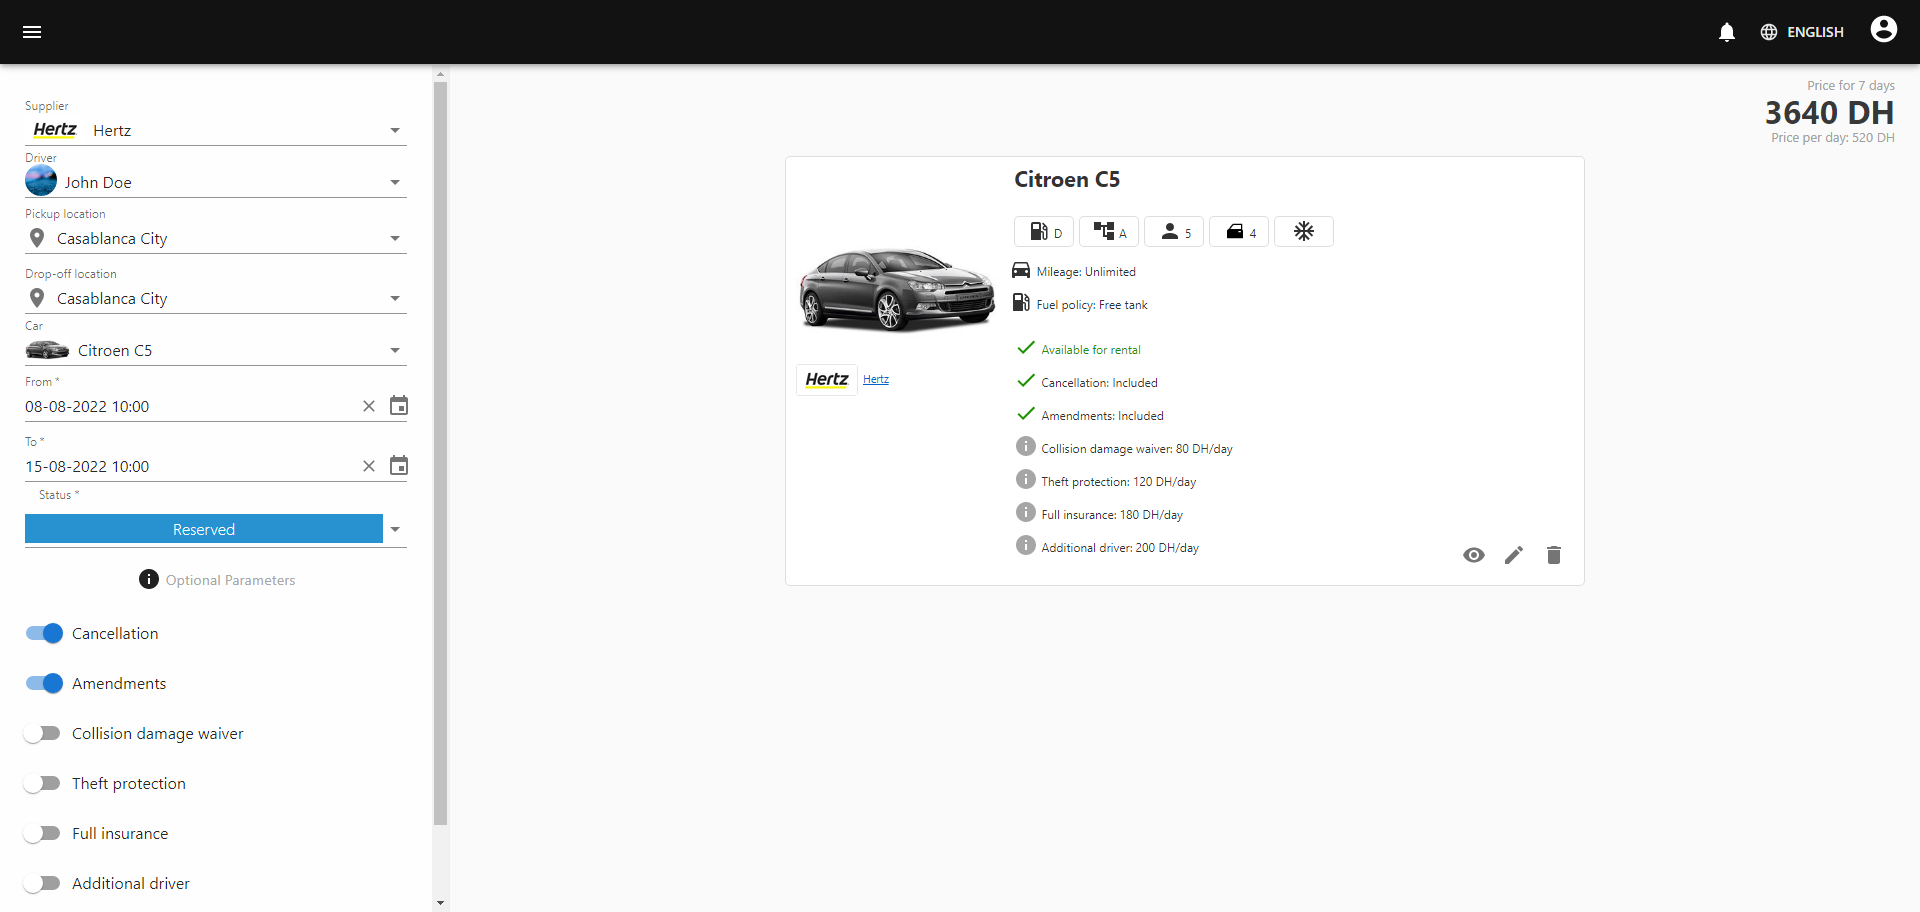 ENGLISH
Supplier
Hertz Hertz
Driver
John Doe
Pickup location
Casablanca City
Drop-off location
Casablanca City
Car
Citroen C5
From *
08-08-2022 10:00
To *
15-08-2022 10:00
Status *
Reserved
Optional Parameters
Cancellation
Amendments
Collision damage waiver
Theft protection
Full insurance
Additional driver
Price for 7 days
3640 DH
Price per day: 520 DH
Citroen C5
D A 5 4
Mileage: Unlimited
Fuel policy: Free tank
Available for rental
Hertz Hertz
Cancellation: Included
Amendments: Included
Collision damage waiver: 80 DH/day
Theft protection: 120 DH/day
Full insurance: 180 DH/day
Additional driver: 200 DH/day